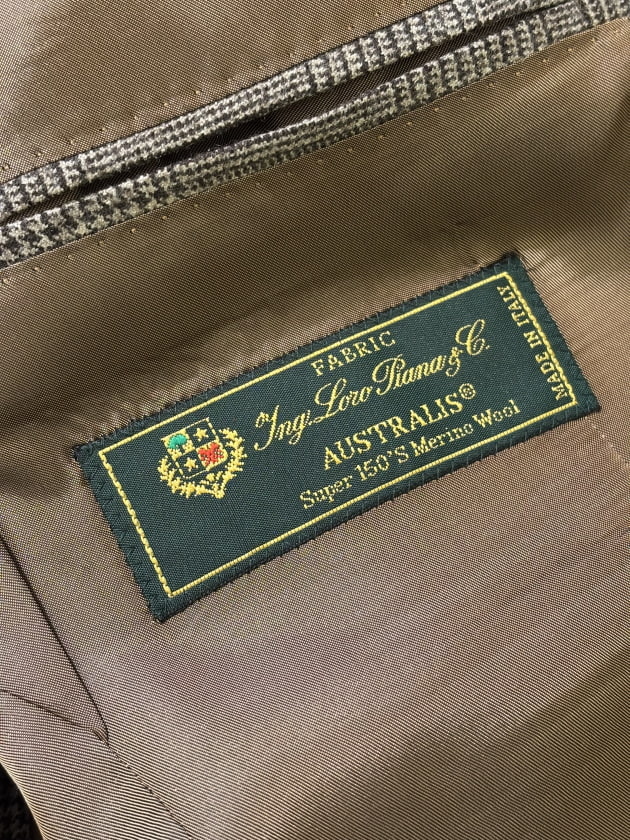 FABRIC
Ing. Loro Piana & C.
AUSTRALIS®
Super 150'S Merino Wool
MADE IN ITALY